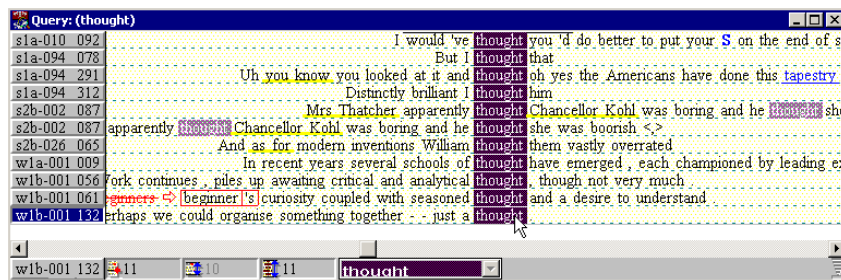 Query: (thought)
s1a-010 092 I would 've thought you 'd do better to put your S on the end of s
s1a-094 078 But I thought that
s1a-094 291 Uh you know you looked at it and thought oh yes the Americans have done this tapestry
s1a-094 312 Distinctly brilliant I thought him
s2b-002 087 Mrs Thatcher apparently thought Chancellor Kohl was boring and he thought sh
s2b-002 087 apparently thought Chancellor Kohl was boring and he thought she was boorish <,>
s2b-026 065 And as for modern inventions William thought them vastly overrated
w1a-001 009 In recent years several schools of thought have emerged , each championed by leading ex
w1b-001 056 Work continues , piles up awaiting critical and analytical thought , though not very much .
w1b-001 061 eginners ⇨ beginner 's curiosity coupled with seasoned thought and a desire to understand .
w1b-001 132 erhaps we could organise something together - - just a thought .
w1b-001 132 11 10 11 thought